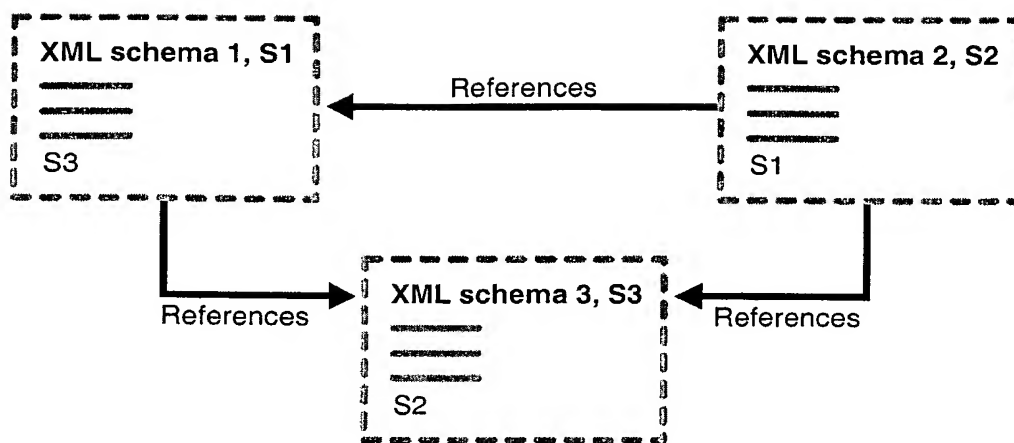 XML schema 1, S1
S3
References
XML schema 2, S2
S1
References
XML schema 3, S3
S2
References